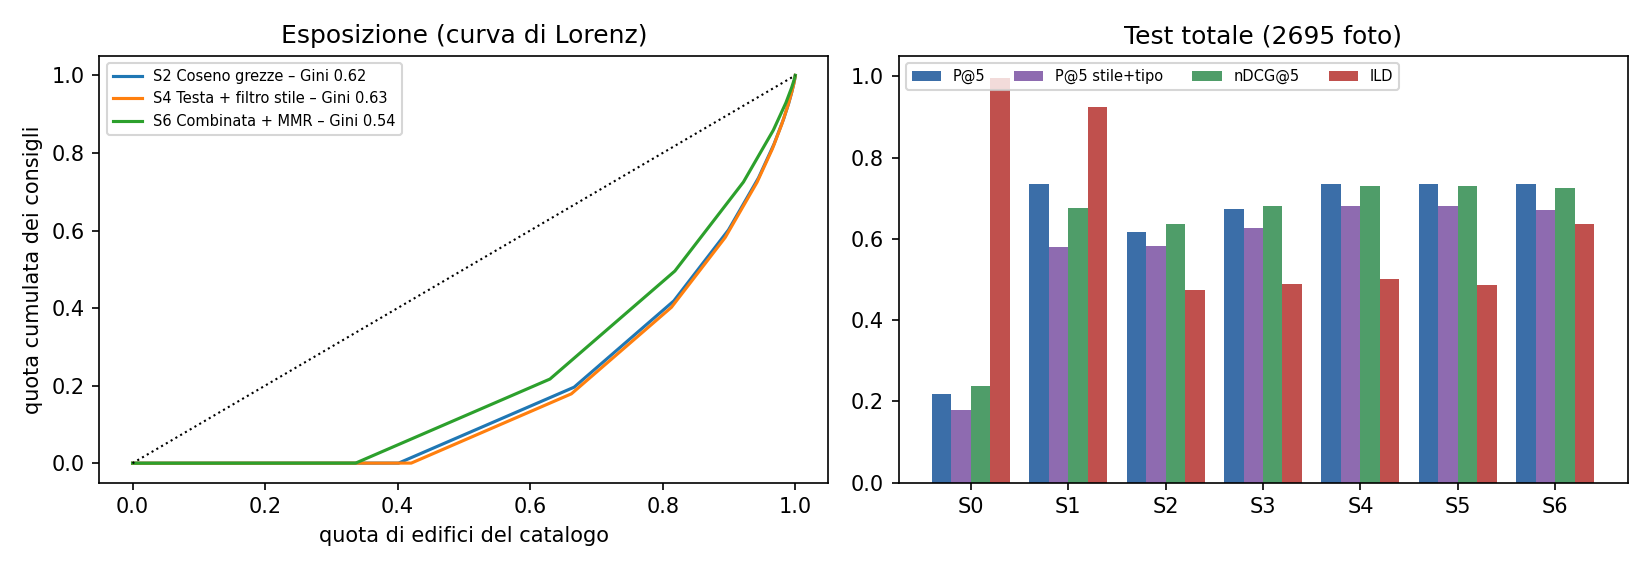 Esposizione (curva di Lorenz)
S2 Coseno grezze – Gini 0.62
S4 Testa + filtro stile – Gini 0.63
S6 Combinata + MMR – Gini 0.54
quota cumulata dei consigli
1.0
0.8
0.6
0.4
0.2
0.0
0.0 0.2 0.4 0.6 0.8 1.0
quota di edifici del catalogo
Test totale (2695 foto)
P@5 P@5 stile+tipo nDCG@5 ILD
1.0
0.8
0.6
0.4
0.2
0.0
S0 S1 S2 S3 S4 S5 S6